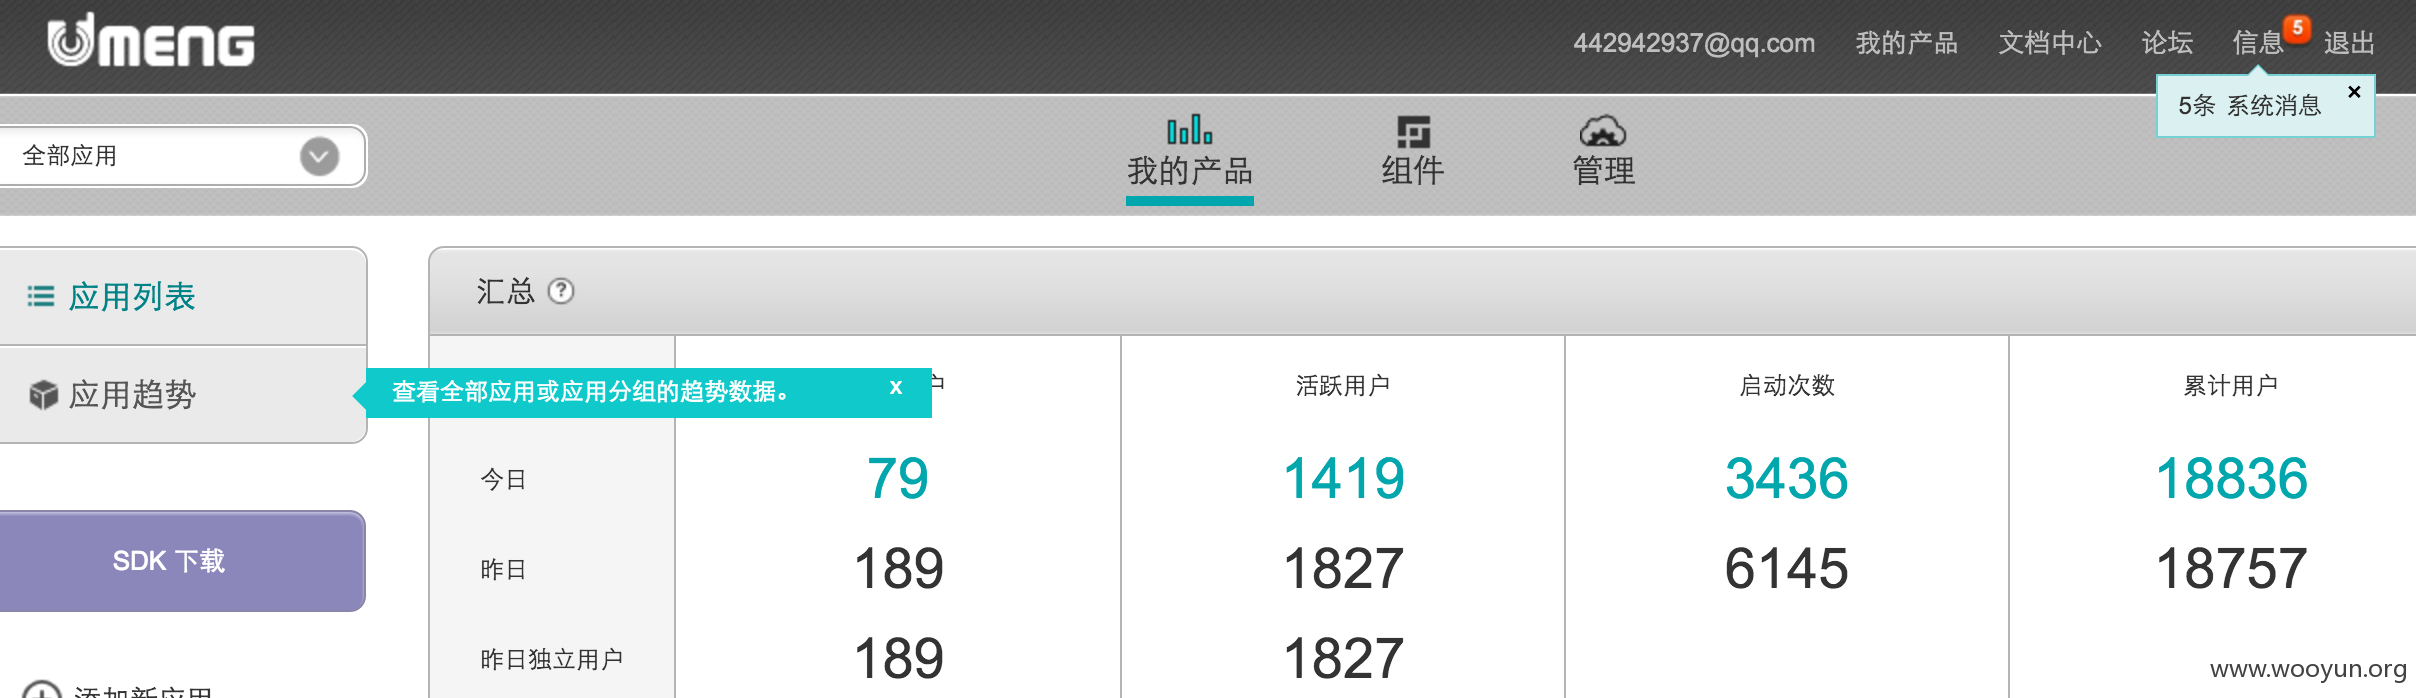 UMENG
442942937@qq.com 我的产品 文档中心 论坛 信息 5 退出
5条 系统消息 ×
全部应用
我的产品 组件 管理
应用列表
汇总 ?
应用趋势
查看全部应用或应用分组的趋势数据。 x
户 活跃用户 启动次数 累计用户
今日 79 1419 3436 18836
昨日 189 1827 6145 18757
SDK 下载
昨日独立用户 189 1827
添加新应用
www.wooyun.org